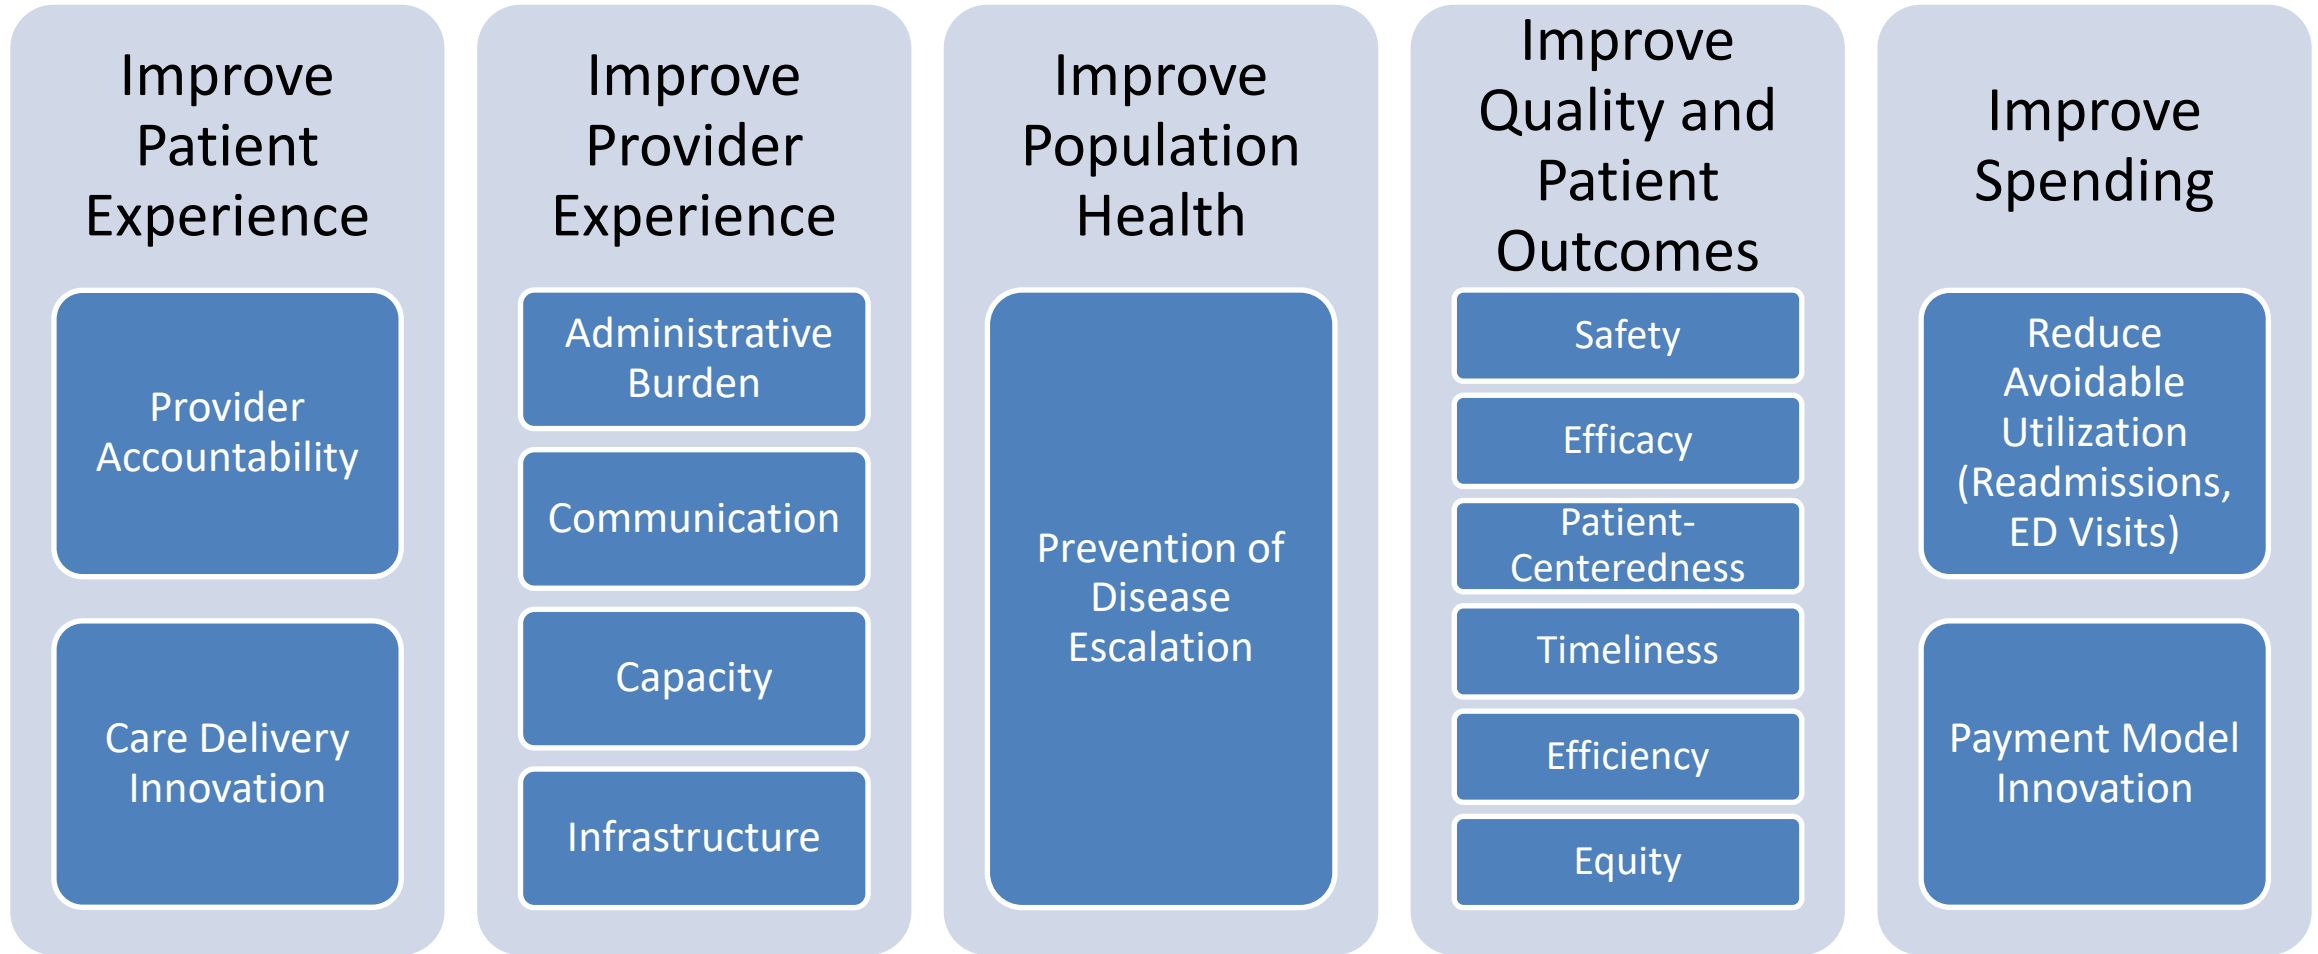 Improve
Patient
Experience
Provider
Accountability
Care Delivery
Innovation
Improve
Provider
Experience
Administrative
Burden
Communication
Capacity
Infrastructure
Improve
Population
Health
Prevention of
Disease
Escalation
Improve
Quality and
Patient
Outcomes
Safety
Efficacy
Patient-
Centeredness
Timeliness
Efficiency
Equity
Improve
Spending
Reduce
Avoidable
Utilization
(Readmissions,
ED Visits)
Payment Model
Innovation